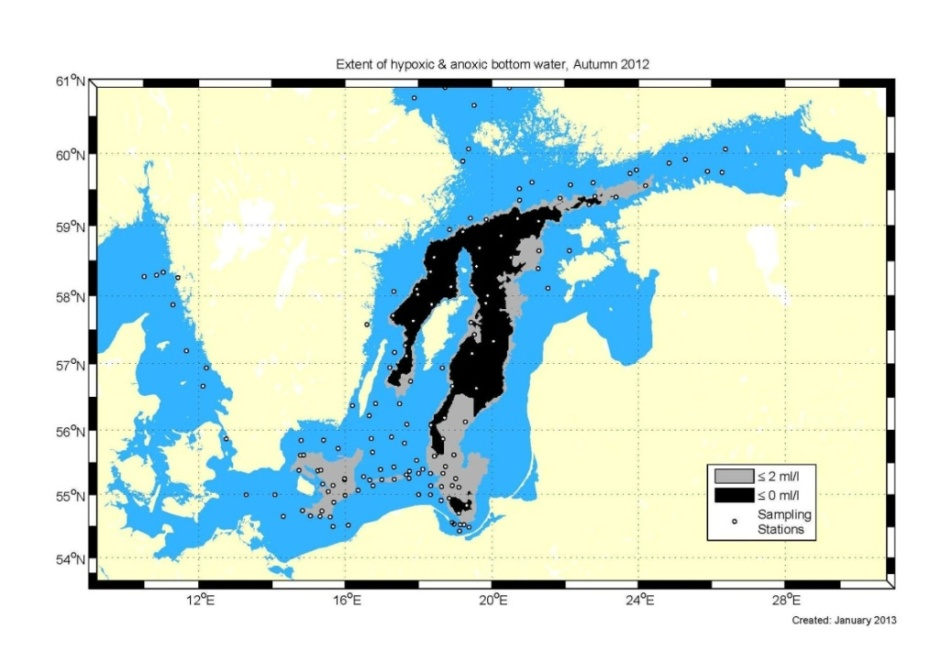 Extent of hypoxic & anoxic bottom water, Autumn 2012
61°N
60°N
59°N
58°N
57°N
56°N
55°N
54°N
≤ 2 ml/l
≤ 0 ml/l
Sampling
Stations
12°E
16°E
20°E
24°E
28°E
Created: January 2013